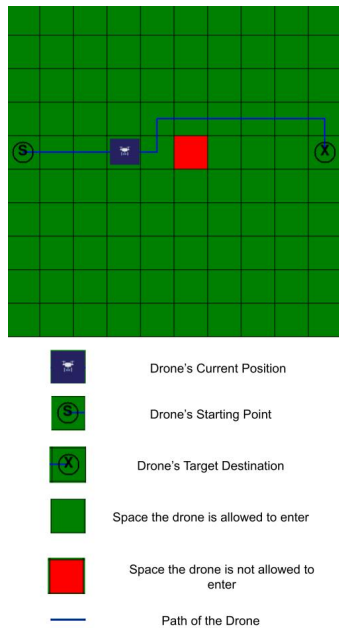 S
X
Drone's Current Position
S
Drone's Starting Point
X
Drone's Target Destination
Space the drone is allowed to enter
Space the drone is not allowed to
enter
Path of the Drone